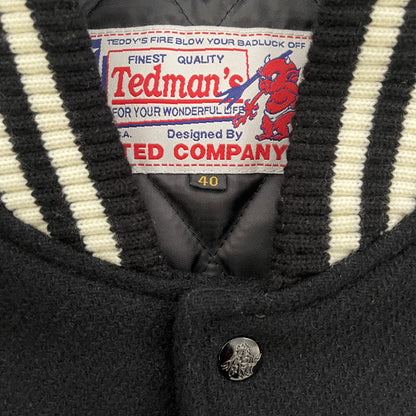 TEDDY'S FIRE BLOW YOUR BADLUCK OFF
FINEST QUALITY
Tedman's
FOR YOUR WONDERFUL LIFE
.A. Designed By
TED COMPANY
40